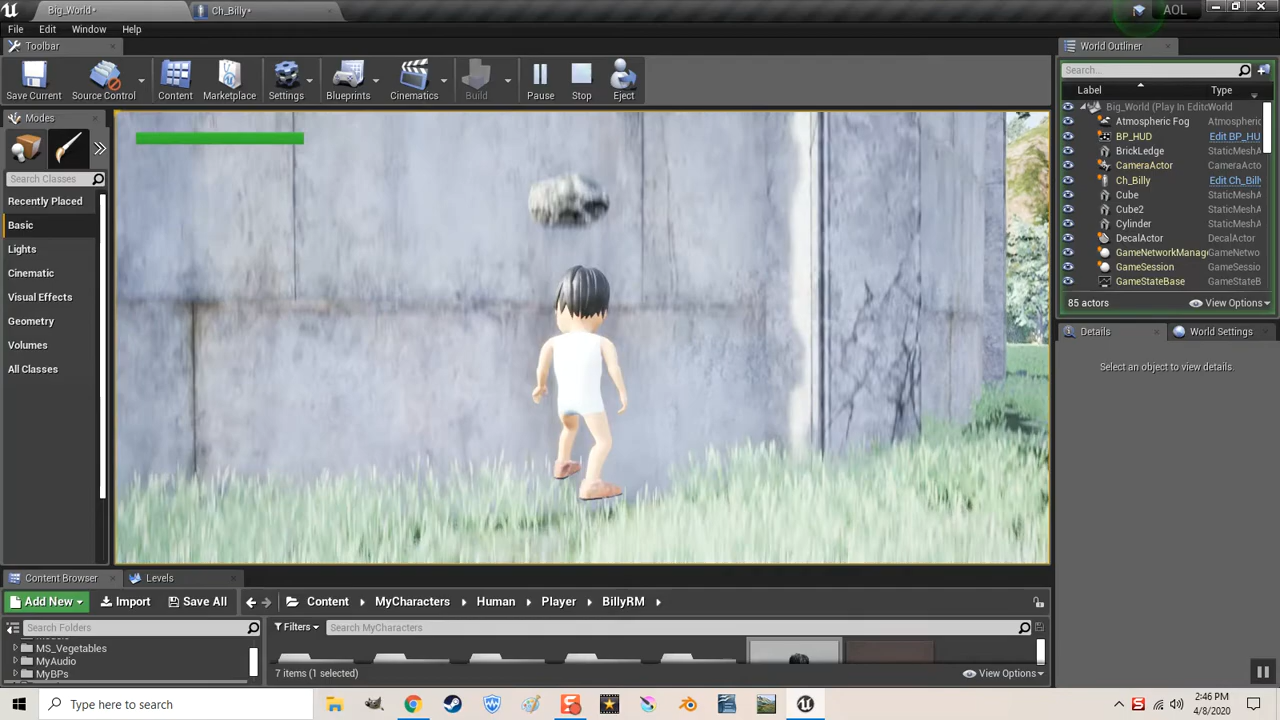 Big_World*
Ch_Billy*
AOL
File Edit Window Help
Toolbar
Save Current Source Control Content Marketplace Settings Blueprints Cinematics Build Pause Stop Eject
Modes
Search Classes
Recently Placed
Basic
Lights
Cinematic
Visual Effects
Geometry
Volumes
All Classes
World Outliner
Search...
Label Type
Big_World (Play In Edito World
Atmospheric Fog Atmospheric
BP_HUD Edit BP_HU
BrickLedge StaticMeshA
CameraActor CameraActo
Ch_Billy Edit Ch_Billy
Cube StaticMeshA
Cube2 StaticMeshA
Cylinder StaticMeshA
DecalActor DecalActor
GameNetworkManag GameNetwo
GameSession GameSessi
GameStateBase GameState
85 actors View Options
Details World Settings
Select an object to view details.
Content Browser Levels
Add New Import Save All Content MyCharacters Human Player BillyRM
Search Folders
Filters Search MyCharacters
MS_Vegetables
MyAudio
MyBPs
7 items (1 selected) View Options
Type here to search
2:46 PM
4/8/2020